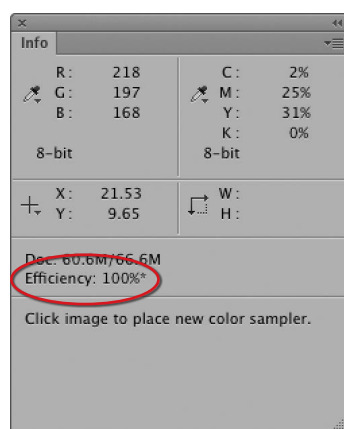 Info
R: 218
G: 197
B: 168
8-bit
C: 2%
M: 25%
Y: 31%
K: 0%
8-bit
X: 21.53
Y: 9.65
W:
H:
Doc: 60.6M/66.6M
Efficiency: 100%*
Click image to place new color sampler.